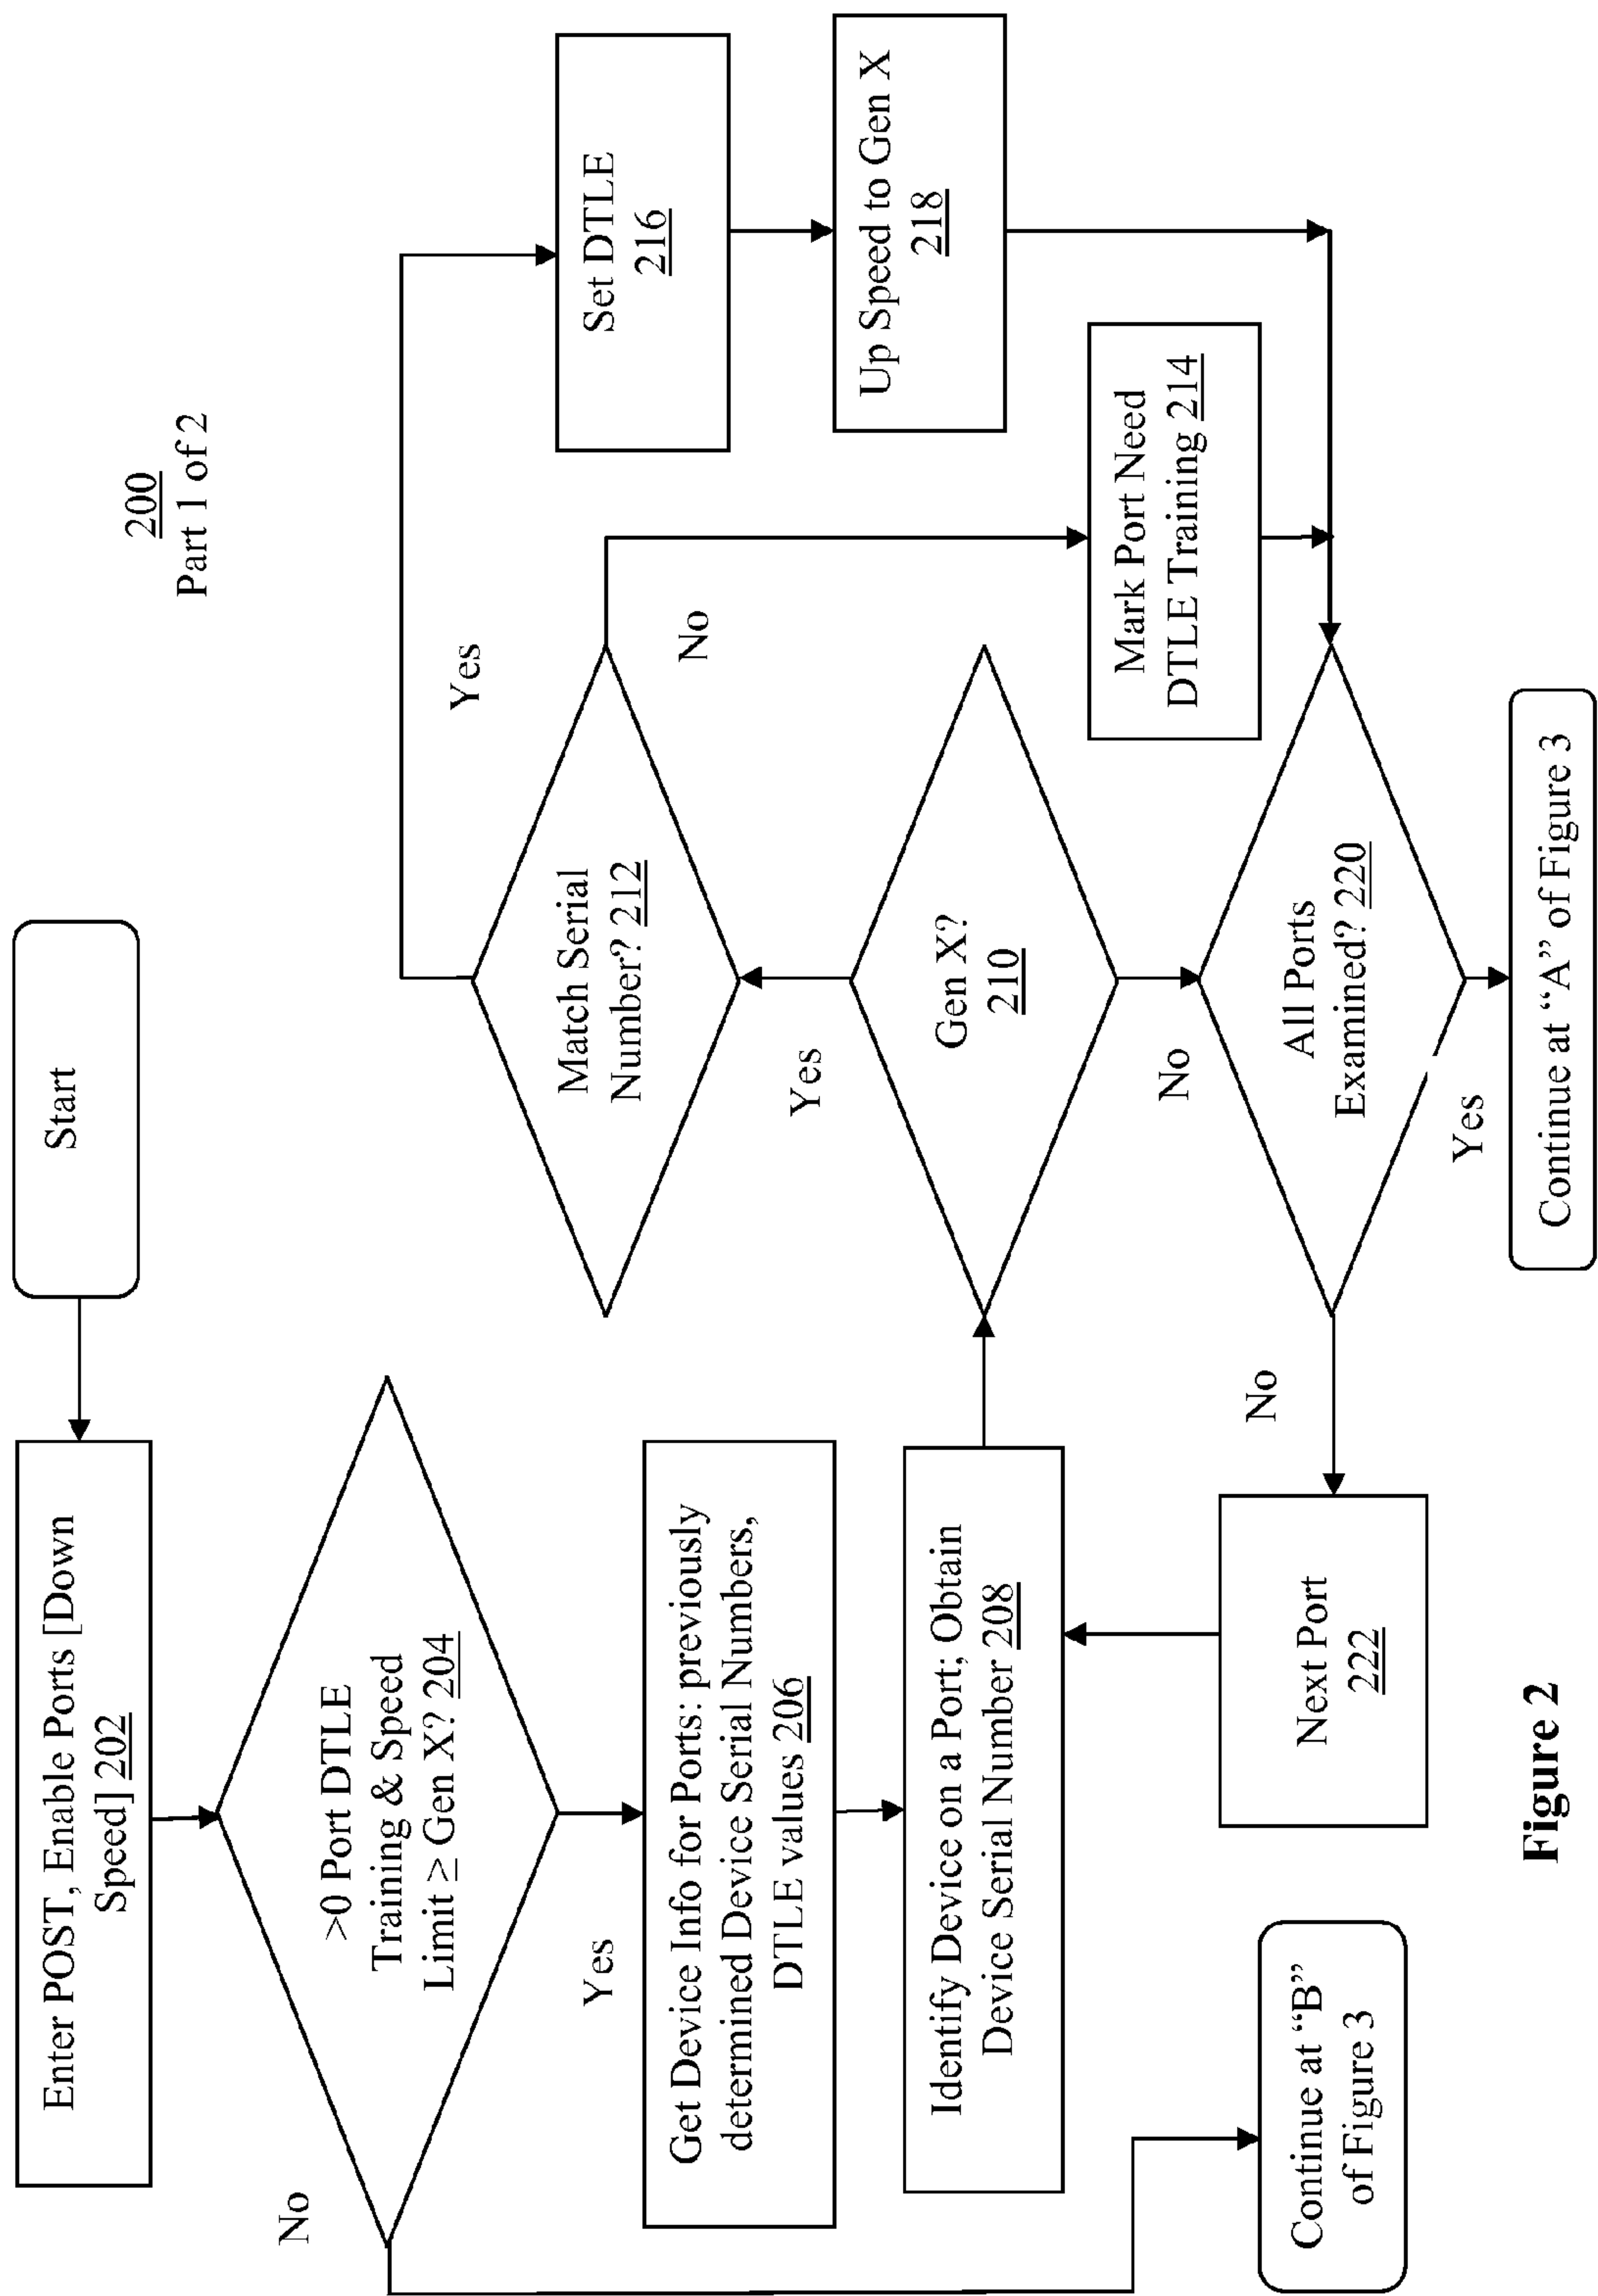 200
Part 1 of 2
Start
Enter POST, Enable Ports [Down
Speed] 202
>0 Port DTLE
Training & Speed
Limit ≥ Gen X? 204
No
Yes
Get Device Info for Ports: previously
determined Device Serial Numbers,
DTLE values 206
Identify Device on a Port; Obtain
Device Serial Number 208
Gen X?
210
Yes
No
Match Serial
Number? 212
Yes
No
Set DTLE
216
Up Speed to Gen X
218
Mark Port Need
DTLE Training 214
All Ports
Examined? 220
No
Yes
Next Port
222
Continue at “A” of Figure 3
Continue at “B”
of Figure 3
Figure 2